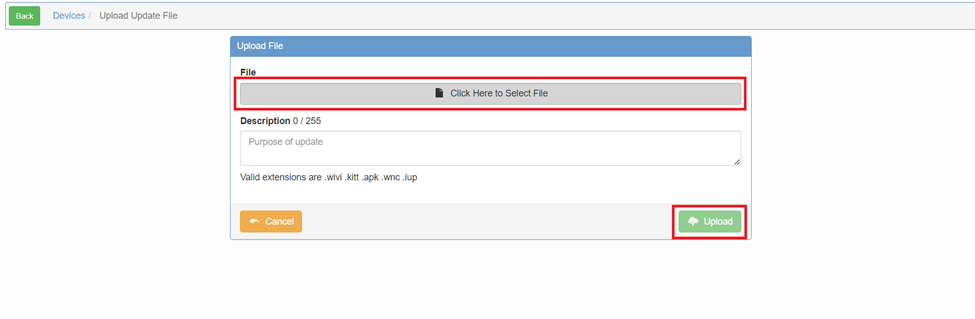 Back Devices / Upload Update File
Upload File
File
Click Here to Select File
Description 0 / 255
Purpose of update
Valid extensions are .wivi .kitt .apk .wnc .iup
Cancel Upload